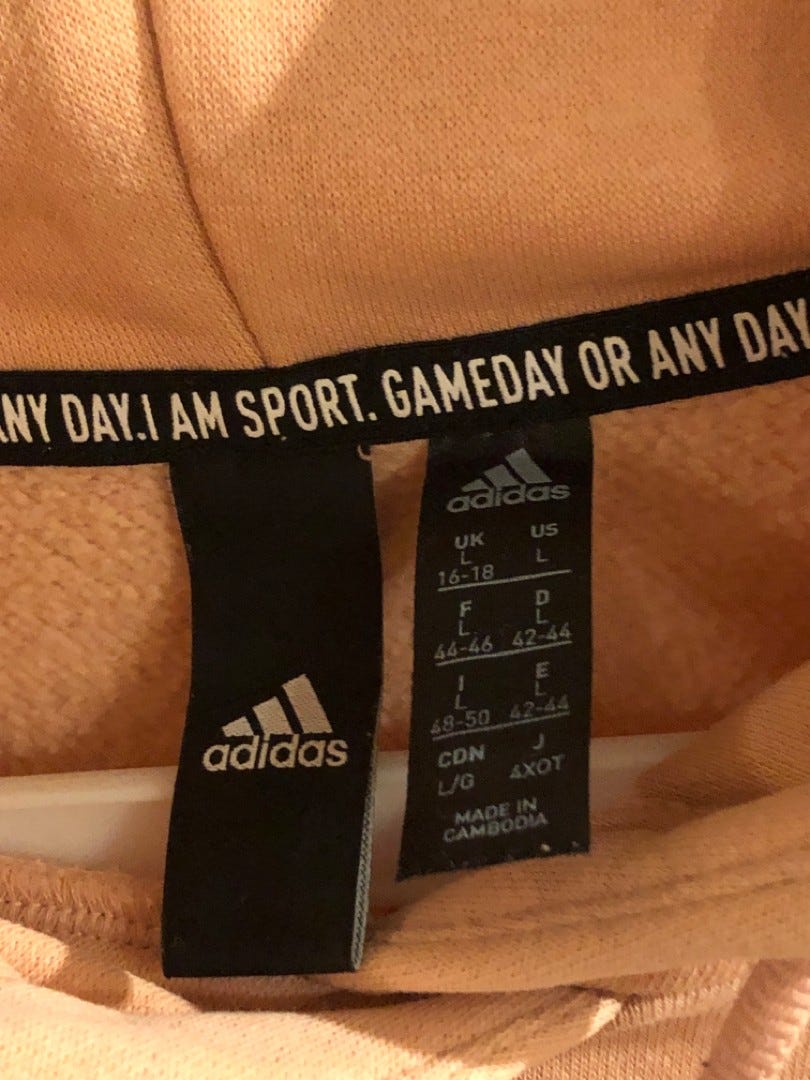 ANY DAY.I AM SPORT. GAMEDAY OR ANY DAY
adidas
adidas
UK US
L L
16-18
F D
L L
44-46 42-44
I E
L L
48-50 42-44
CDN J
L/G 4XOT
MADE IN
CAMBODIA